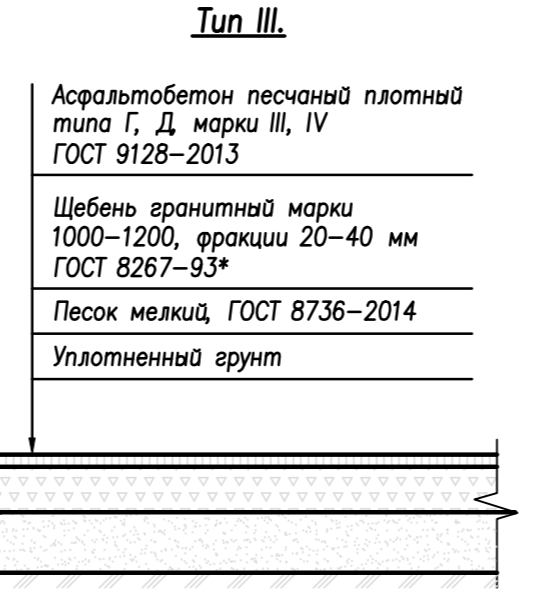 Тип III.
Асфальтобетон песчаный плотный
типа Г, Д, марки III, IV
ГОСТ 9128–2013
Щебень гранитный марки
1000–1200, фракции 20–40 мм
ГОСТ 8267–93*
Песок мелкий, ГОСТ 8736–2014
Уплотненный грунт